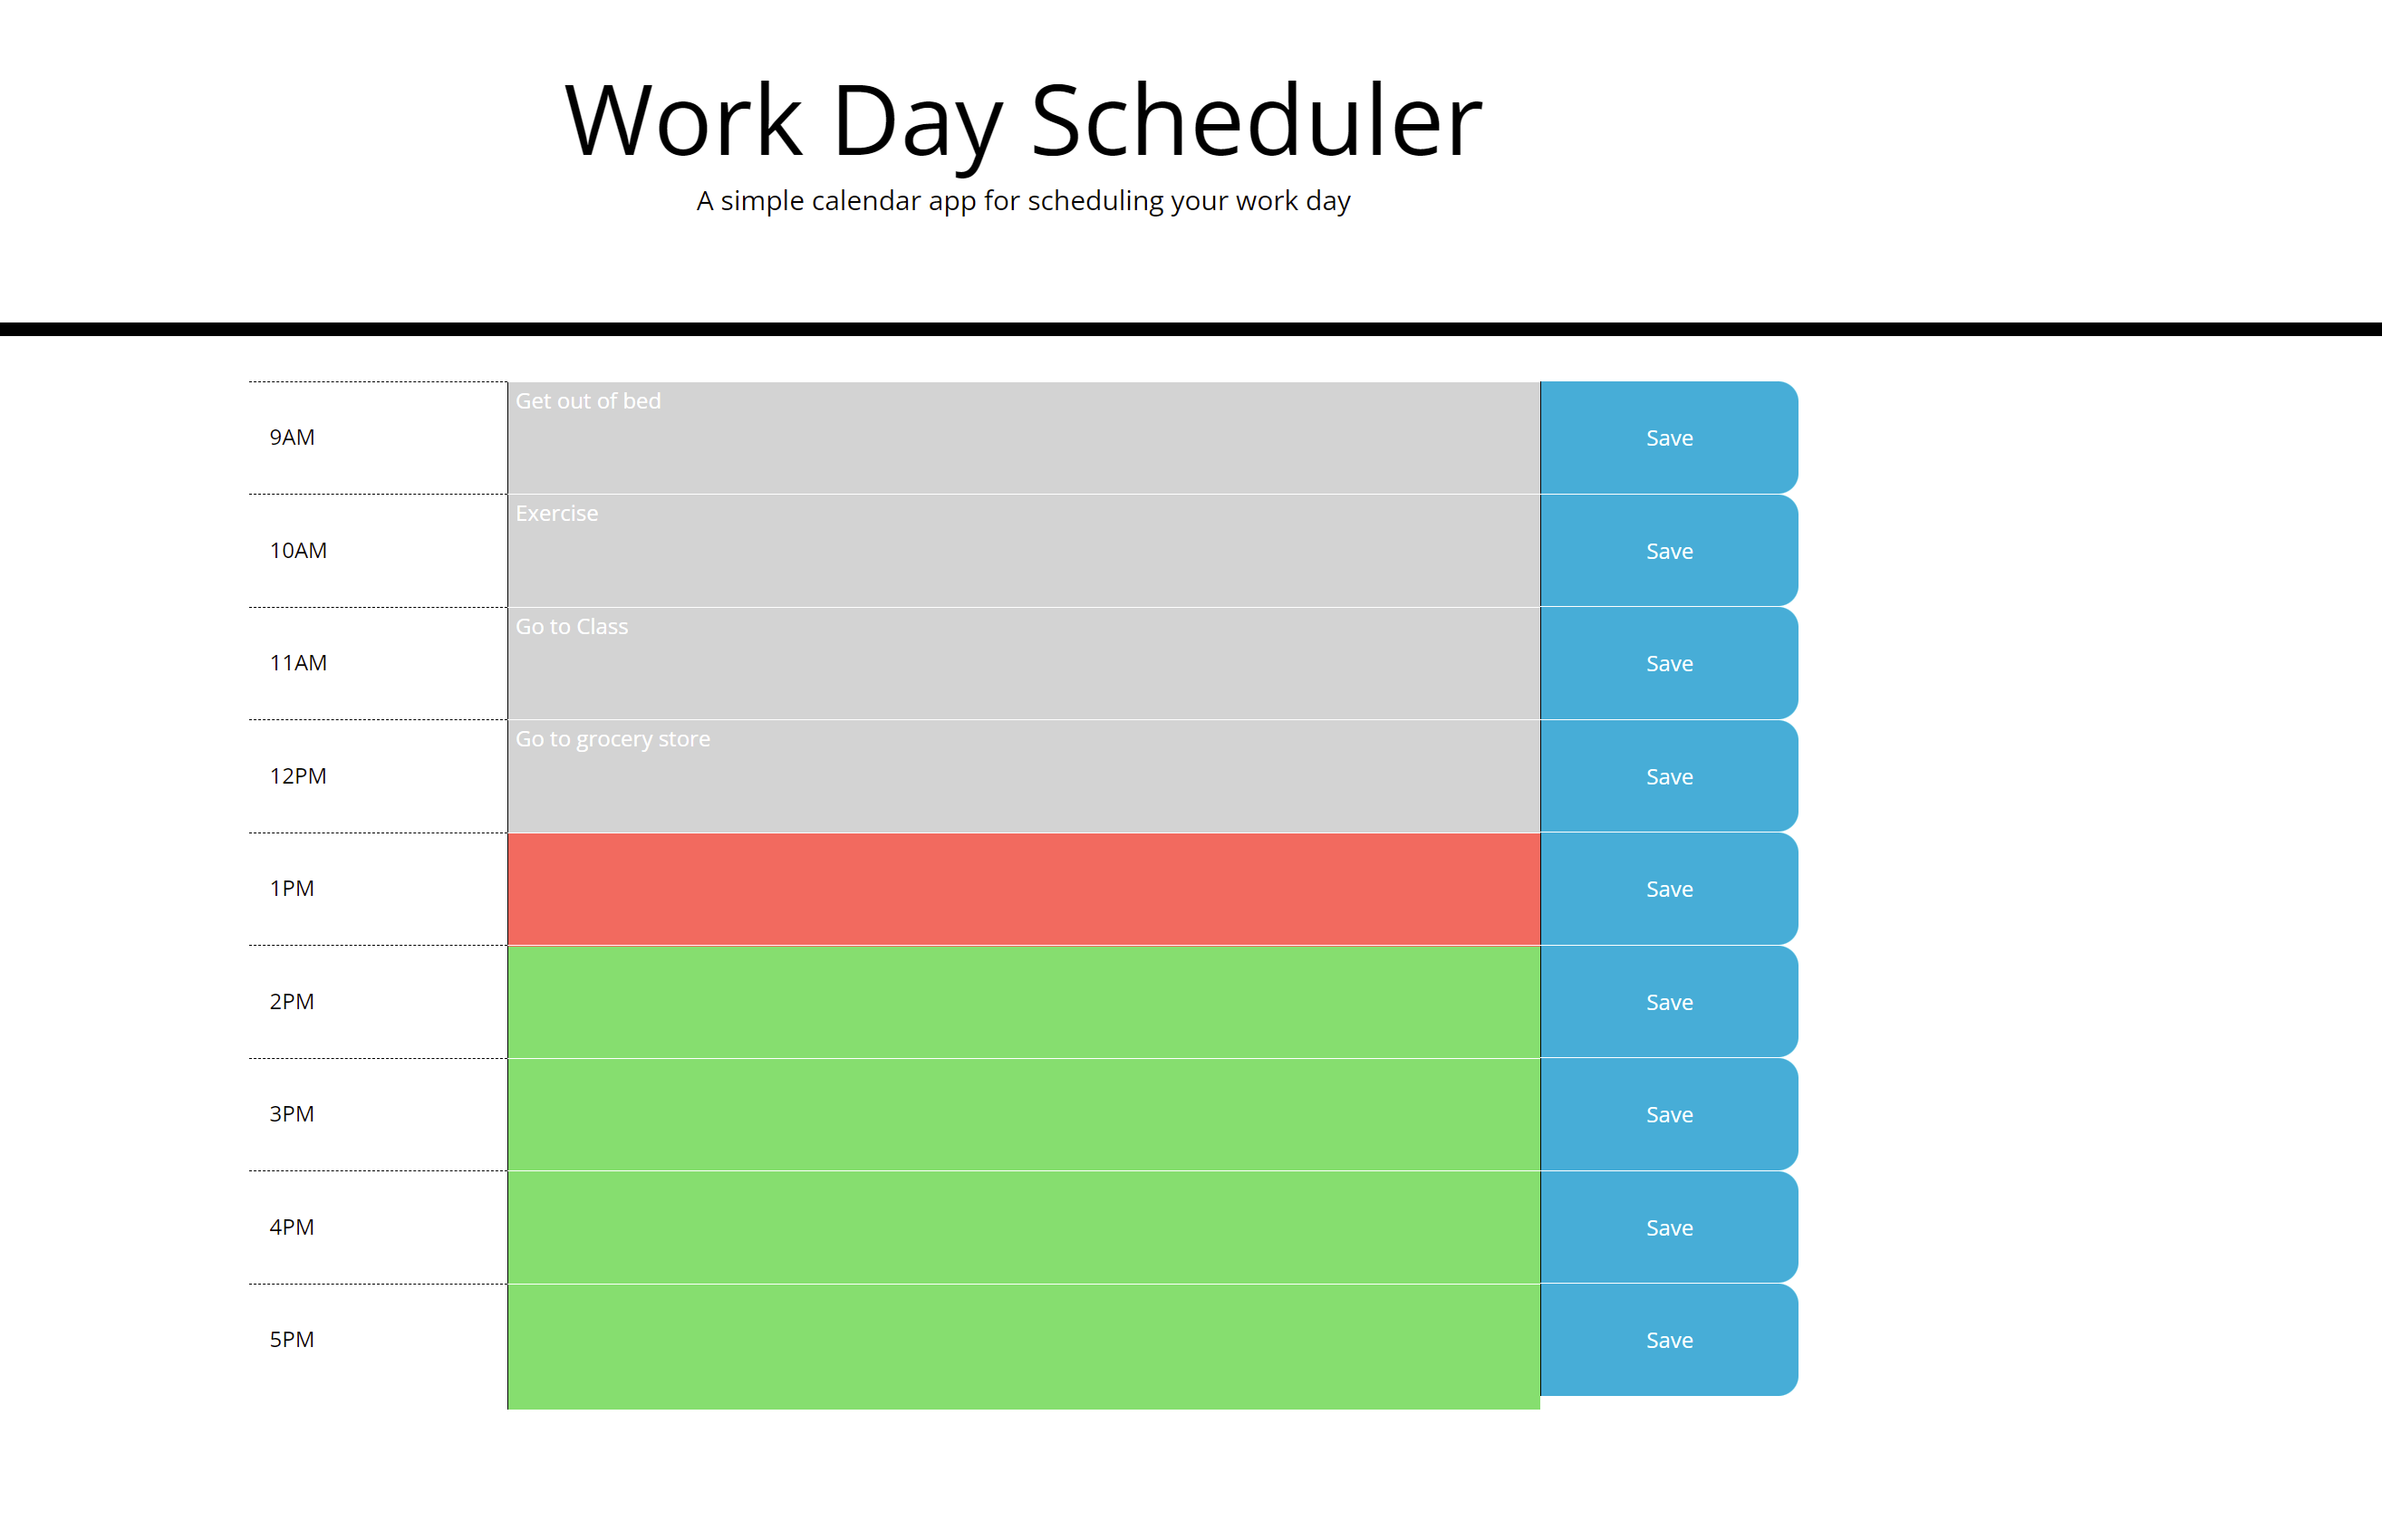 Work Day Scheduler
A simple calendar app for scheduling your work day
9AM Get out of bed Save
10AM Exercise Save
11AM Go to Class Save
12PM Go to grocery store Save
1PM Save
2PM Save
3PM Save
4PM Save
5PM Save